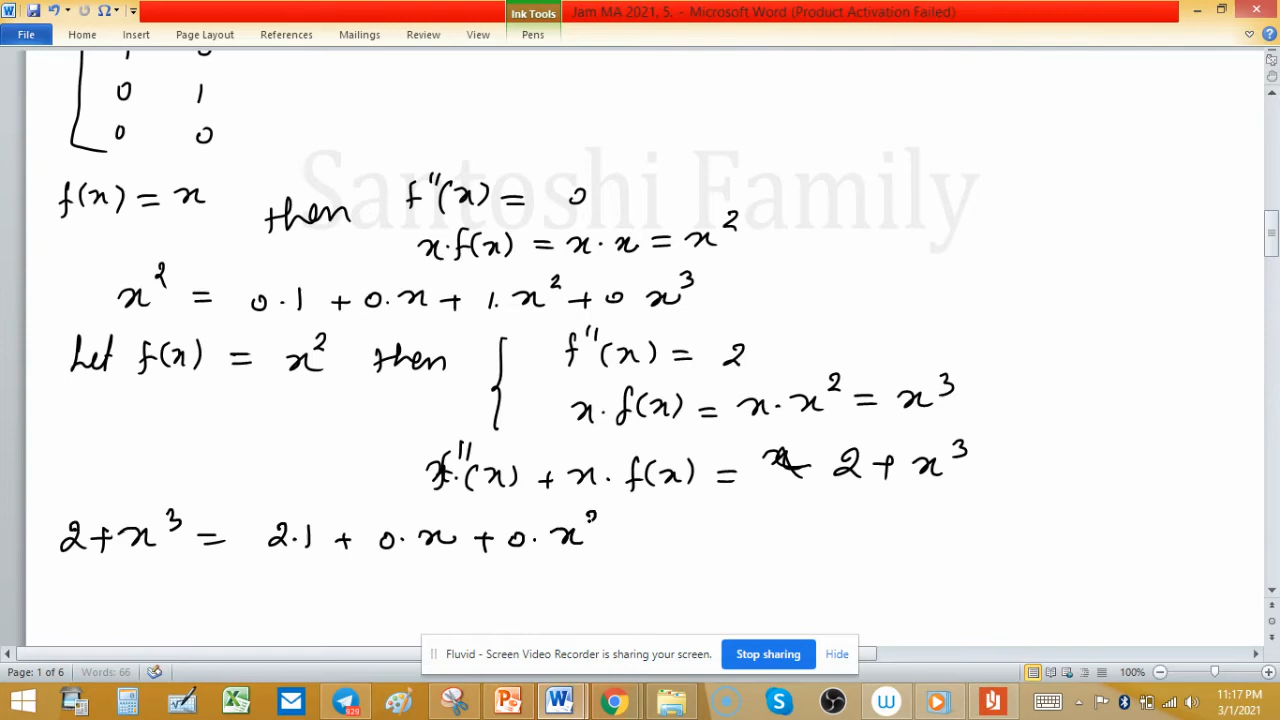 Ink Tools
Jam MA 2021, 5. - Microsoft Word (Product Activation Failed)
File Home Insert Page Layout References Mailings Review View Pens
0 1
0 0
Santoshi Family
f(x) = x then f''(x) = 0
x·f(x) = x·x = x²
x² = 0·1 + 0·x + 1·x² + 0 x³
Let f(x) = x² then { f''(x) = 2
x·f(x) = x·x² = x³
f''(x) + x·f(x) = 2 + x³
2+x³ = 2·1 + 0·x + 0·x²
Fluvid - Screen Video Recorder is sharing your screen. Stop sharing Hide
Page: 1 of 6 Words: 66 100%
929
11:17 PM
3/1/2021